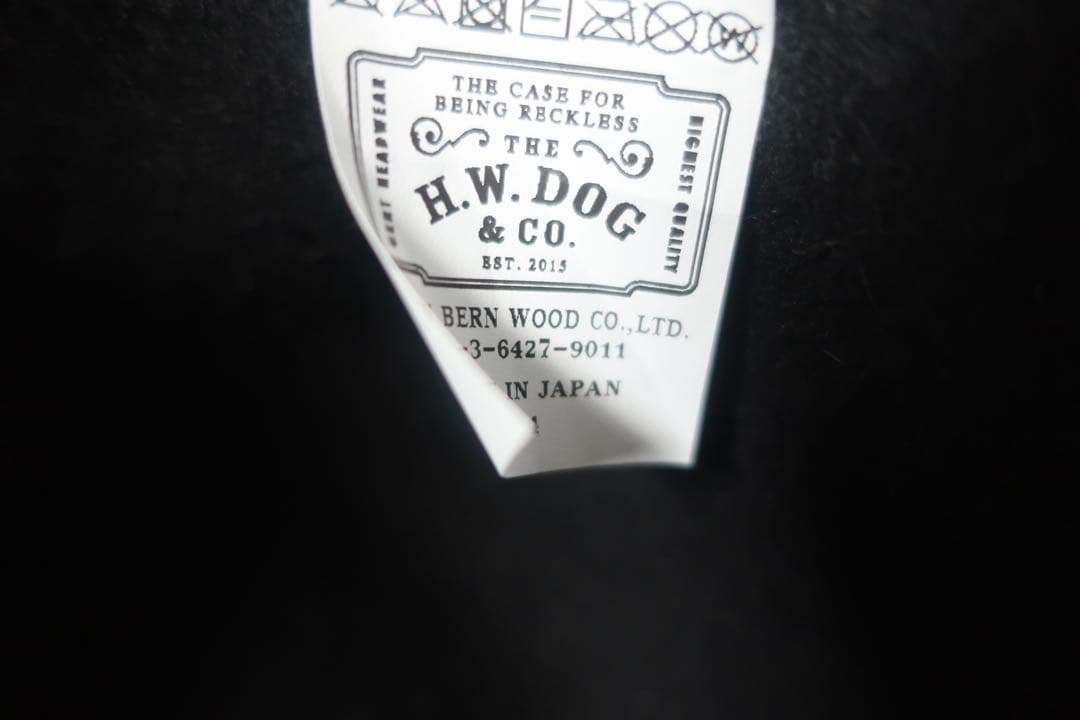 THE CASE FOR
BEING RECKLESS
THE
H.W. DOG
& CO.
EST. 2015
HEADWEAR
HIGHEST QUALITY
BERN WOOD CO.,LTD.
-3-6427-9011
IN JAPAN